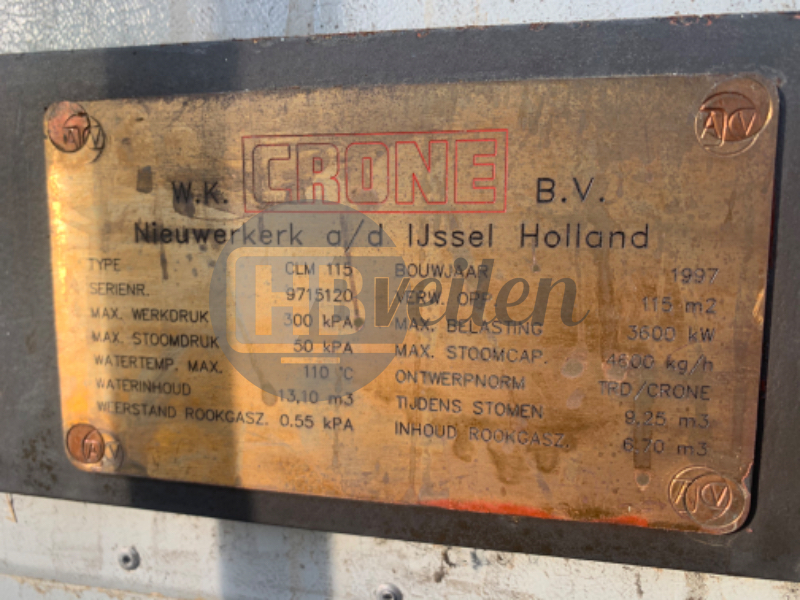 W.K. CRONE B.V.
Nieuwerkerk a/d IJssel Holland
TYPE CLM 115
SERIENR. 9715120
MAX. WERKDRUK 300 kPA
MAX. STOOMDRUK 50 kPA
WATERTEMP. MAX. 110 °C
WATERINHOUD 13,10 m3
WEERSTAND ROOKGASZ. 0.55 kPA
BOUWJAAR 1997
VERW. OPP. 115 m2
MAX. BELASTING 3600 kW
MAX. STOOMCAP. 4600 kg/h
ONTWERPNORM TRD/CRONE
TIJDENS STOMEN 9.25 m3
INHOUD ROOKGASZ. 6.70 m3
HBveilen